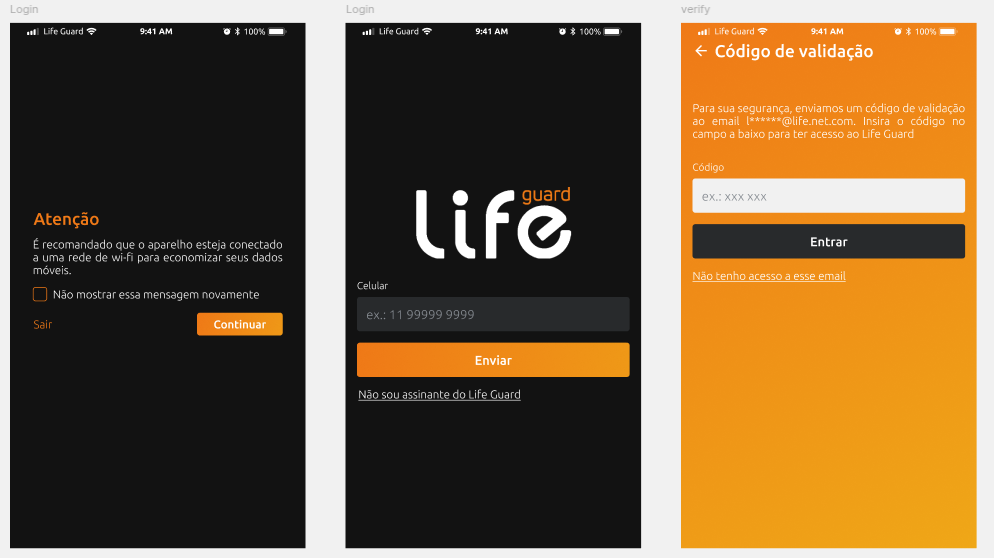 Login
Life Guard 9:41 AM 100%
Atenção
É recomandado que o aparelho esteja conectado
a uma rede de wi-fi para economizar seus dados
móveis.
Não mostrar essa mensagem novamente
Sair Continuar
Login
Life Guard 9:41 AM 100%
guard
life
Celular
ex.: 11 99999 9999
Enviar
Não sou assinante do Life Guard
verify
Life Guard 9:41 AM 100%
Código de validação
Para sua segurança, enviamos um código de validação
ao email l******@life.net.com. Insira o código no
campo a baixo para ter acesso ao Life Guard
Código
ex.: xxx xxx
Entrar
Não tenho acesso a esse email